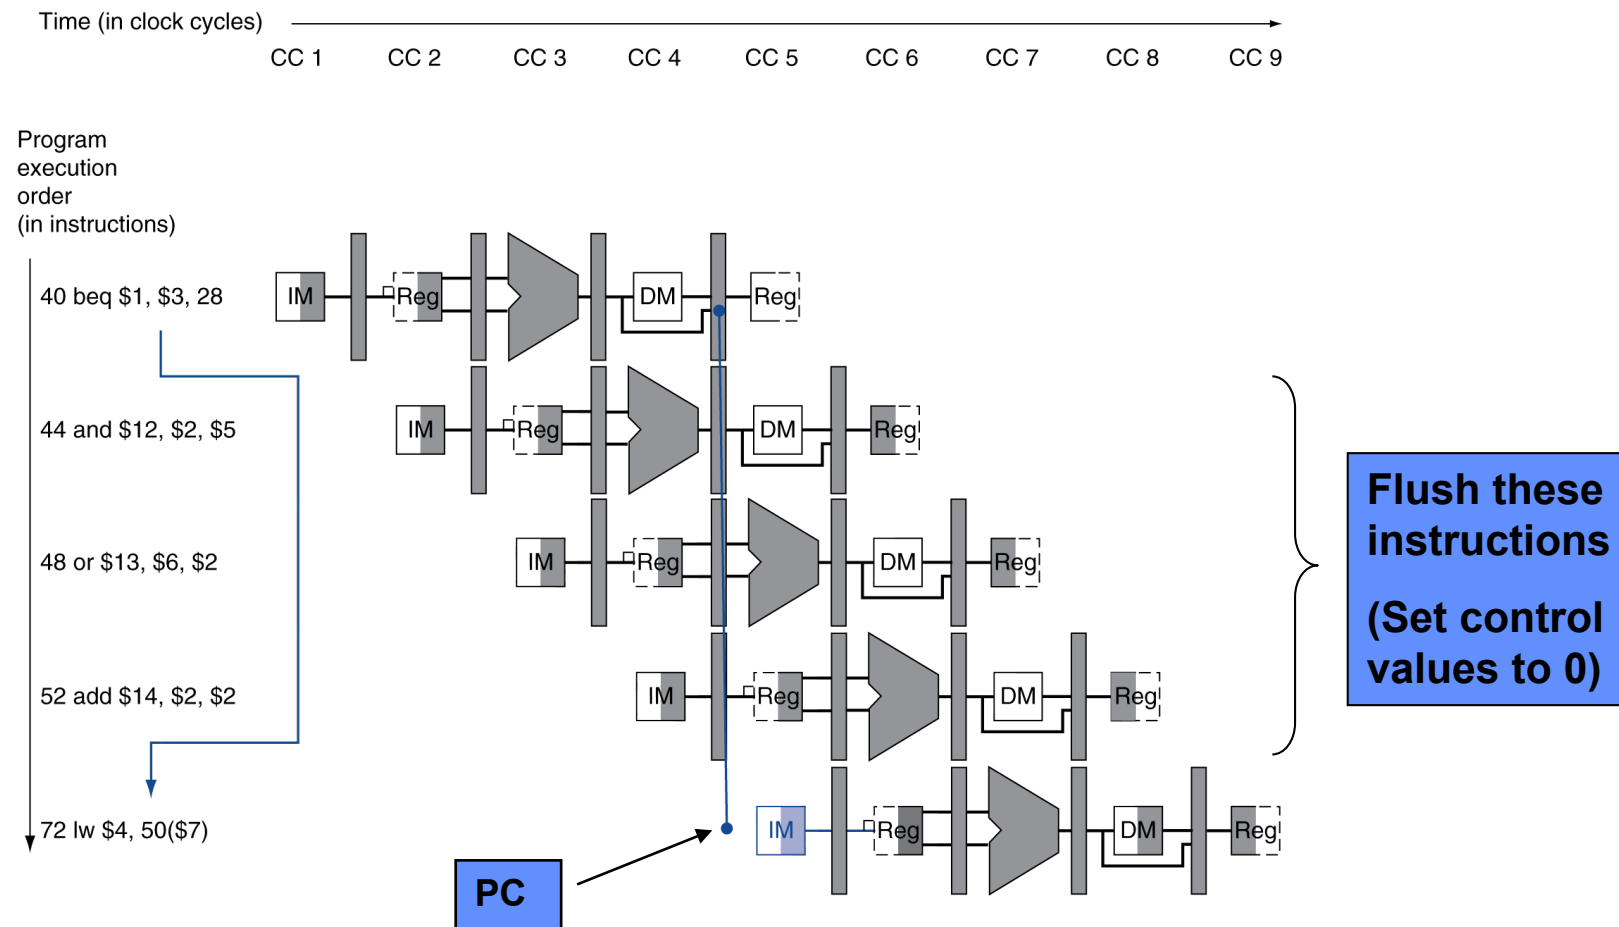 Time (in clock cycles)
CC 1 CC 2 CC 3 CC 4 CC 5 CC 6 CC 7 CC 8 CC 9
Program
execution
order
(in instructions)
40 beq $1, $3, 28
IM Reg DM Reg
44 and $12, $2, $5
IM Reg DM Reg
48 or $13, $6, $2
IM Reg DM Reg
52 add $14, $2, $2
IM Reg DM Reg
72 lw $4, 50($7)
IM Reg DM Reg
PC
Flush these
instructions
(Set control
values to 0)